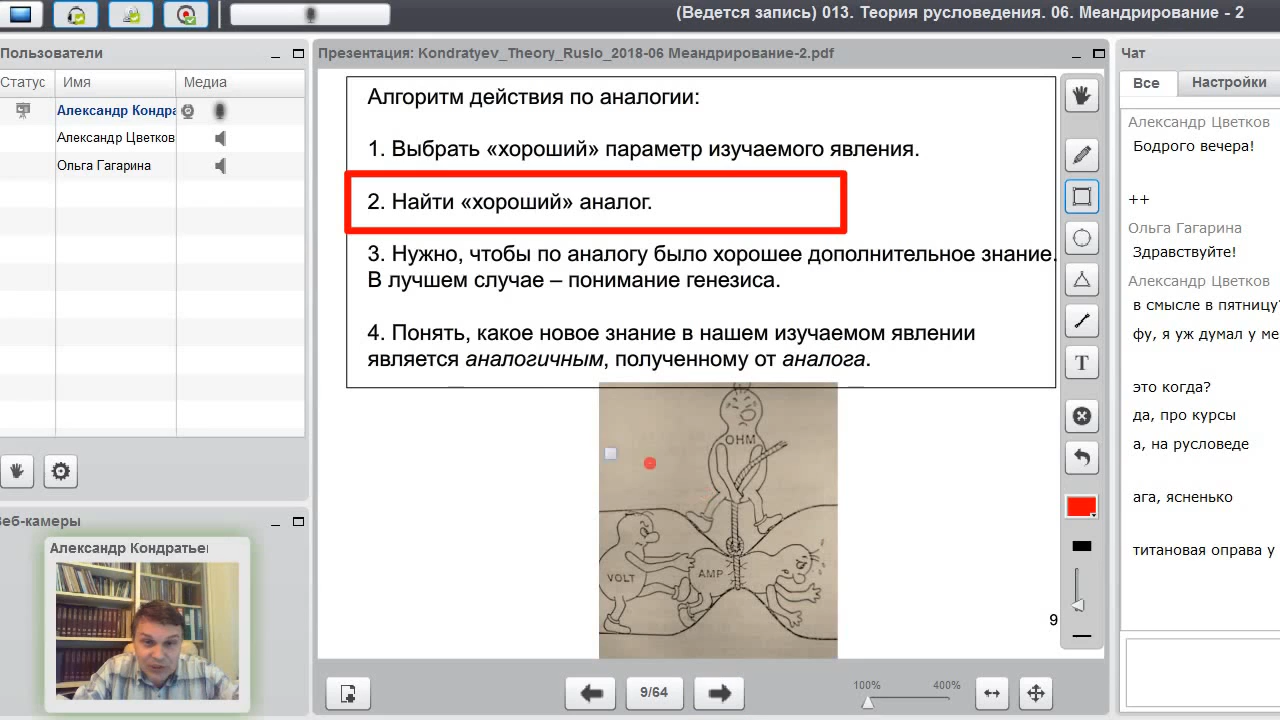 (Ведется запись) 013. Теория русловедения. 06. Меандрирование - 2
Пользователи
Статус Имя Медиа
Александр Кондра
Александр Цветков
Ольга Гагарина
Веб-камеры
Александр Кондратьев
Презентация: Kondratyev_Theory_Ruslo_2018-06 Меандрирование-2.pdf
Алгоритм действия по аналогии:
1. Выбрать «хороший» параметр изучаемого явления.
2. Найти «хороший» аналог.
3. Нужно, чтобы по аналогу было хорошее дополнительное знание.
В лучшем случае – понимание генезиса.
4. Понять, какое новое знание в нашем изучаемом явлении
является аналогичным, полученному от аналога.
OHM
VOLT
AMP
9
T
9/64
100% 400%
Чат
Все Настройки
Александр Цветков
Бодрого вечера!
++
Ольга Гагарина
Здравствуйте!
Александр Цветков
в смысле в пятницу?
фу, я уж думал у ме
это когда?
да, про курсы
а, на русловеде
ага, ясненько
титановая оправа у